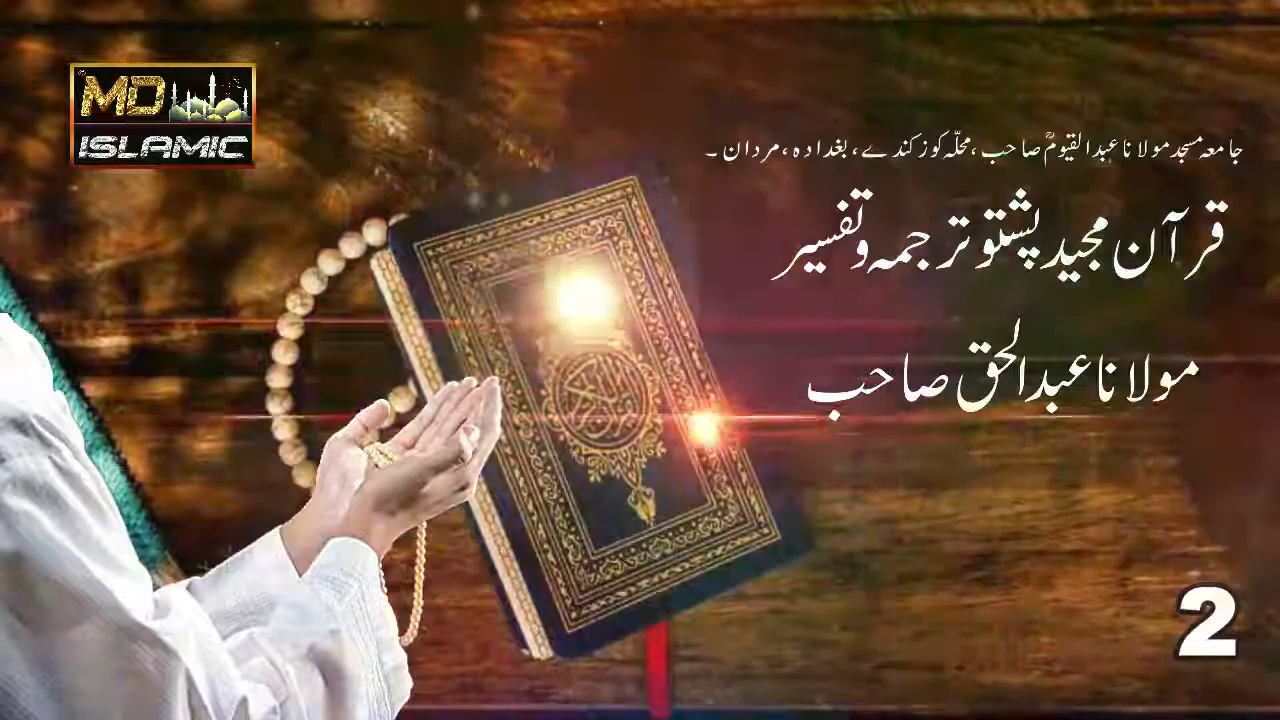 MD
ISLAMIC
جامعہ مسجد مولانا عبدالقیومؒ صاحب، محلّہ کوز کندے، بغدادہ، مردان۔
قرآن مجید پشتو ترجمہ و تفسیر
مولانا عبدالحق صاحب
2